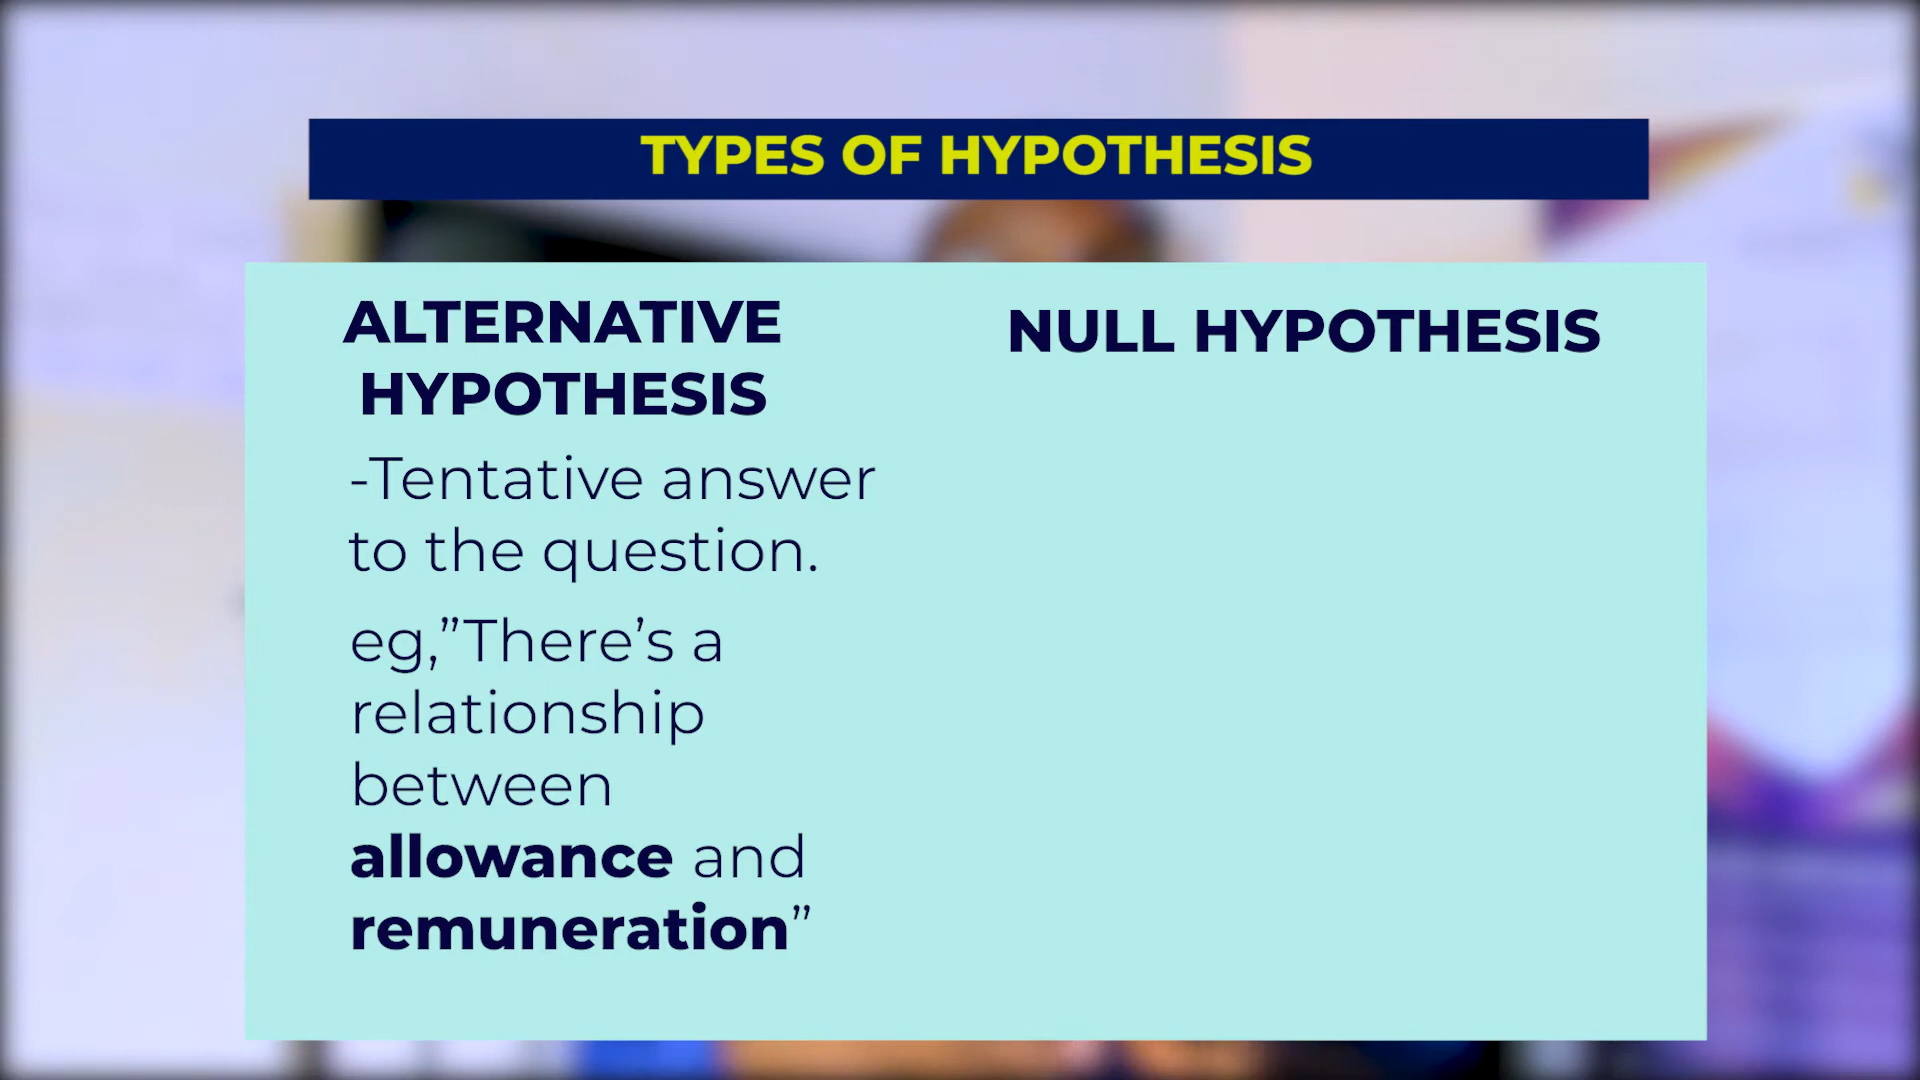 TYPES OF HYPOTHESIS
ALTERNATIVE
HYPOTHESIS
-Tentative answer
to the question.
eg,”There’s a
relationship
between
allowance and
remuneration”
NULL HYPOTHESIS